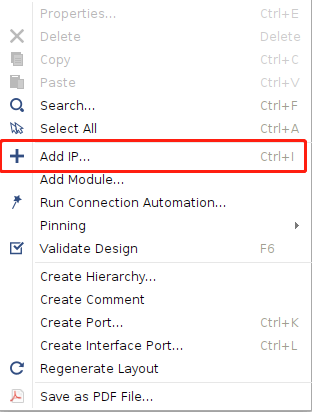 Properties... Ctrl+E
Delete Delete
Copy Ctrl+C
Paste Ctrl+V
Search... Ctrl+F
Select All Ctrl+A
Add IP... Ctrl+I
Add Module...
Run Connection Automation...
Pinning
Validate Design F6
Create Hierarchy...
Create Comment
Create Port... Ctrl+K
Create Interface Port... Ctrl+L
Regenerate Layout
Save as PDF File...